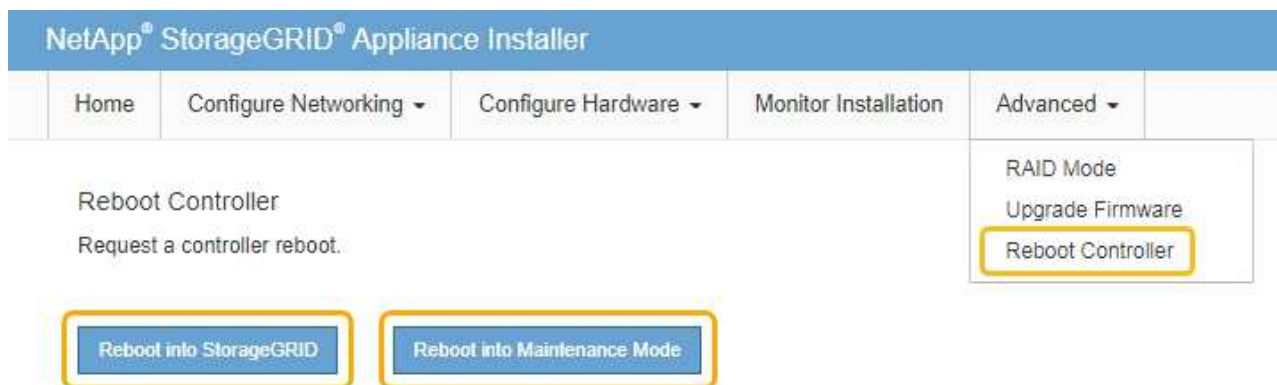 NetApp® StorageGRID® Appliance Installer
Home Configure Networking Configure Hardware Monitor Installation Advanced
RAID Mode
Upgrade Firmware
Reboot Controller
Reboot Controller
Request a controller reboot.
Reboot into StorageGRID Reboot into Maintenance Mode